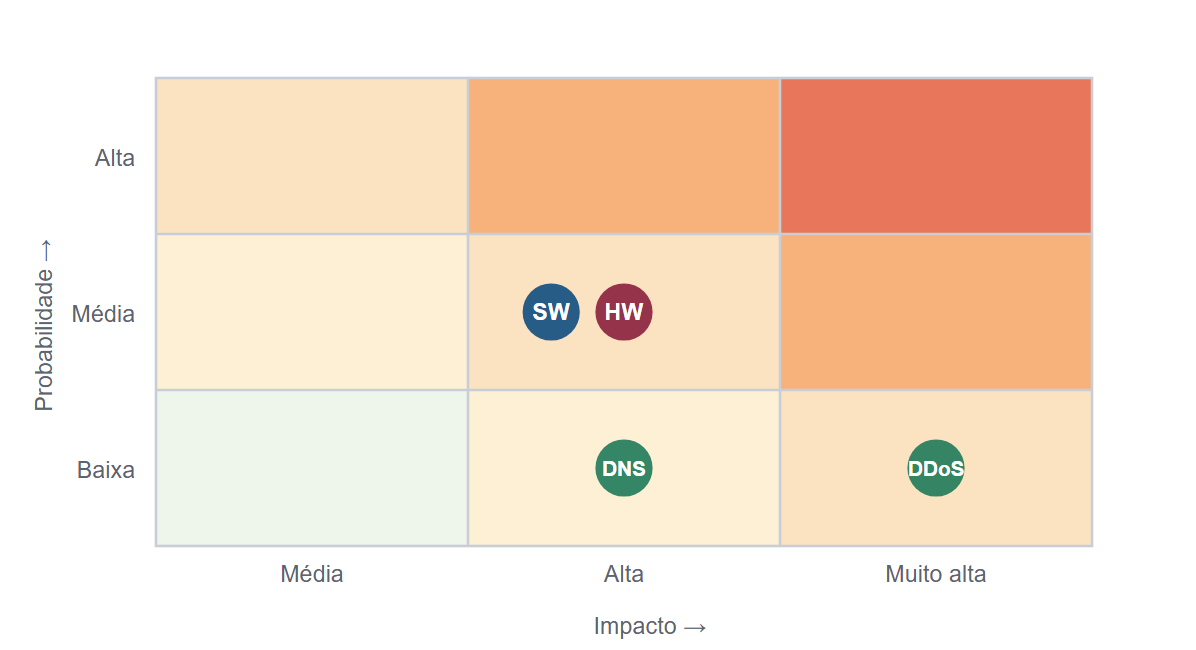 Probabilidade →
Alta
Média
SW
HW
Baixa
DNS
DDoS
Média
Alta
Muito alta
Impacto →